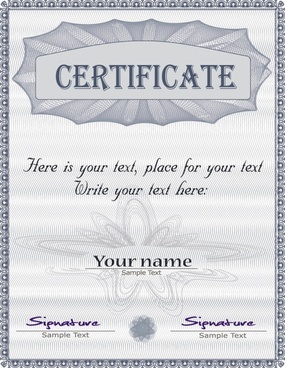 CERTIFICATE
Here is your text, place for your text
Write your text here:
Your name
Sample Text
Signature Signature
Sample Text Sample Text